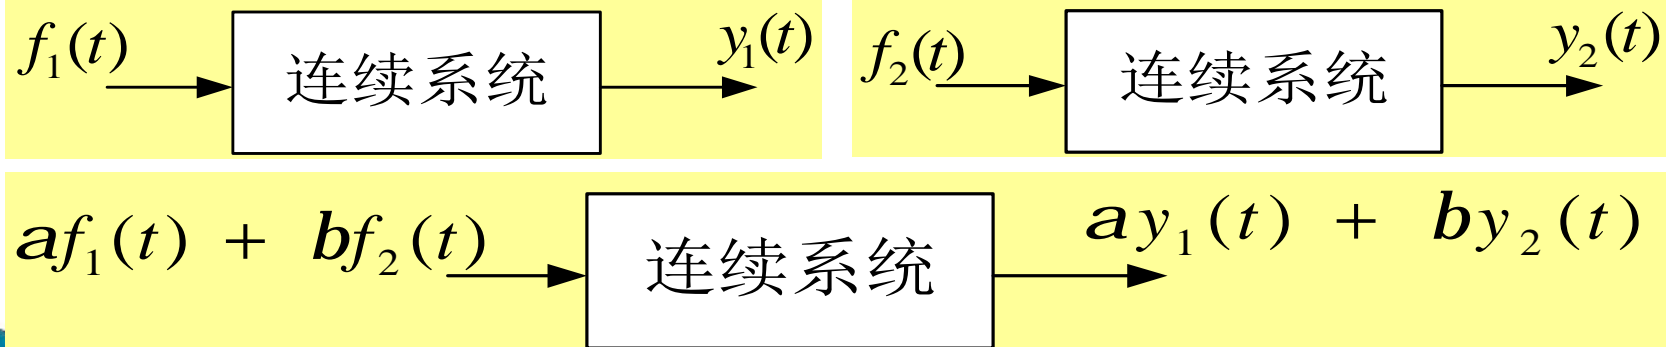 f₁(t) 连续系统 y₁(t)
f₂(t) 连续系统 y₂(t)
af₁(t) + bf₂(t) 连续系统 ay₁(t) + by₂(t)